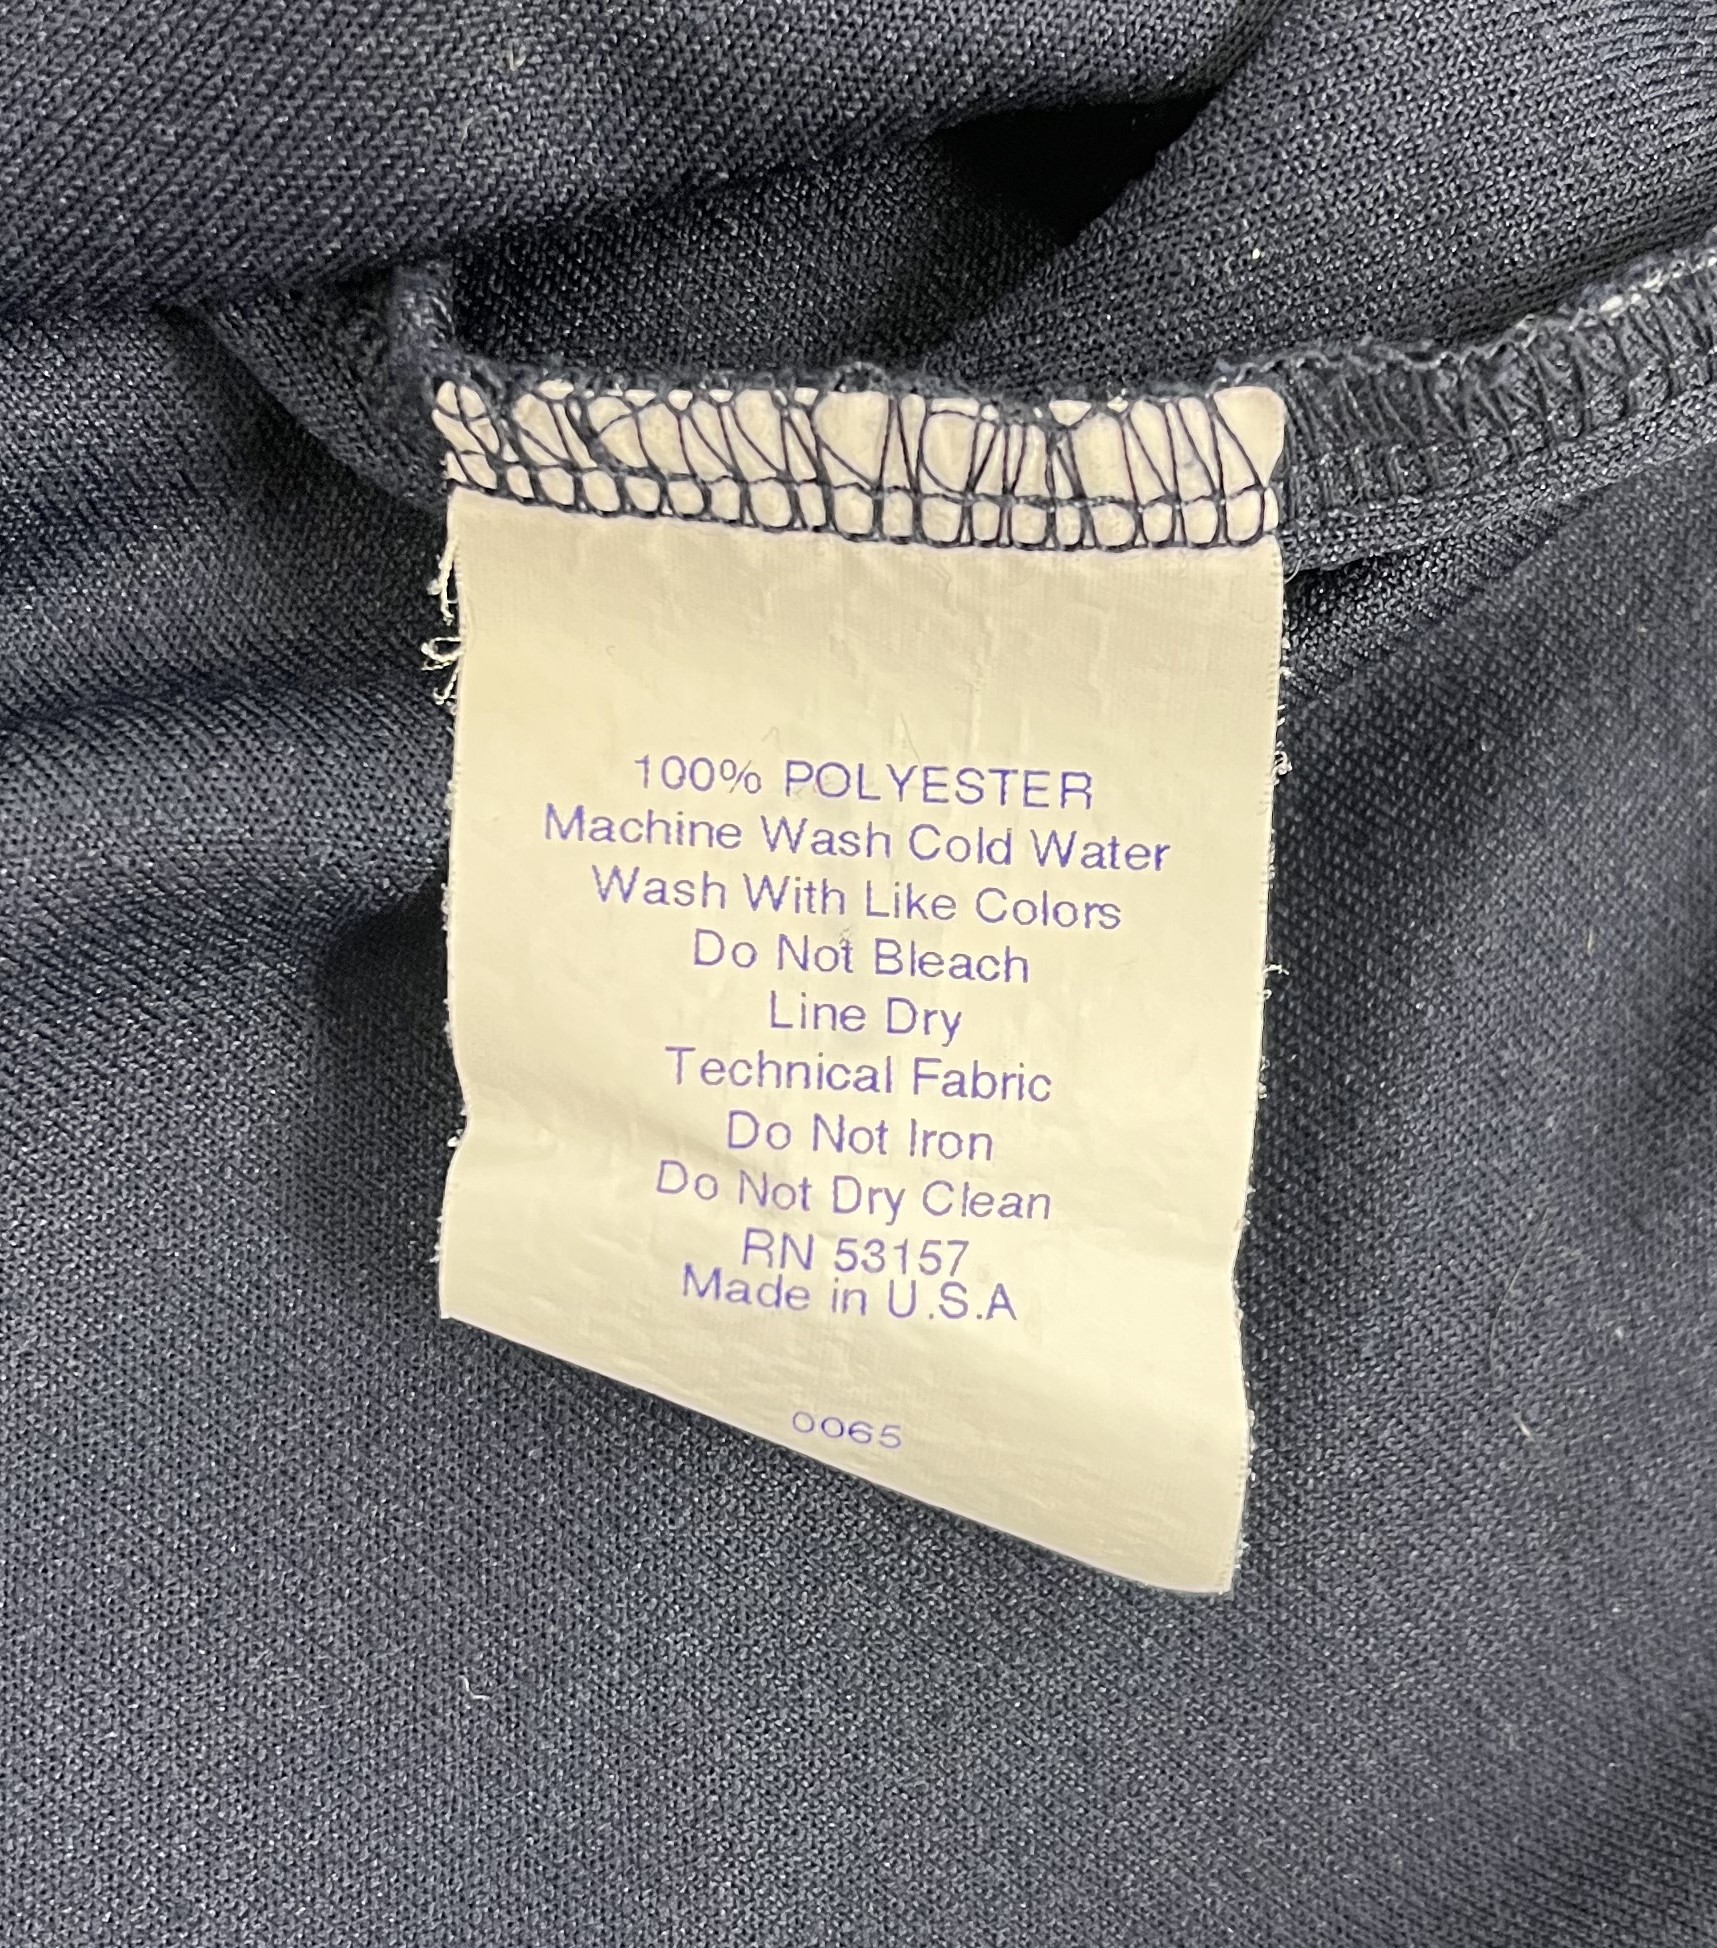 100% POLYESTER
Machine Wash Cold Water
Wash With Like Colors
Do Not Bleach
Line Dry
Technical Fabric
Do Not Iron
Do Not Dry Clean
RN 53157
Made in U.S.A
0065